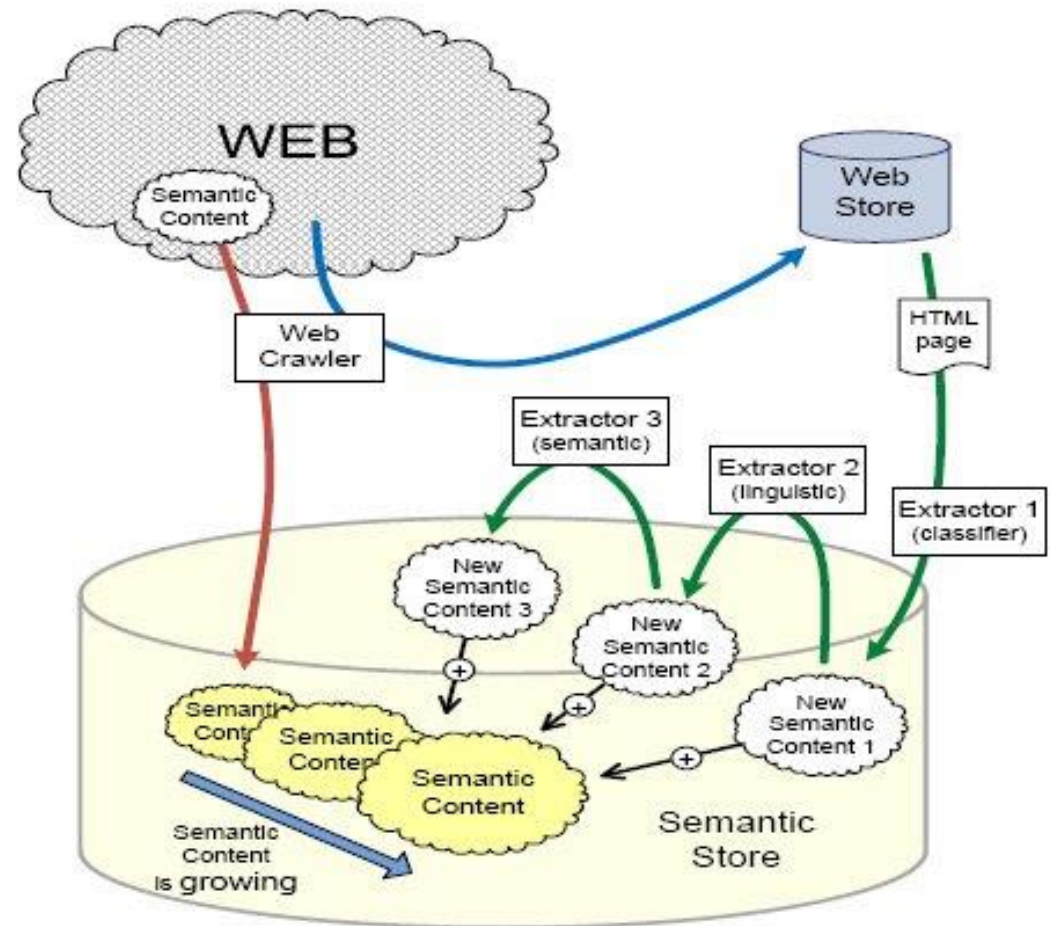 WEB
Semantic
Content
Web
Store
Web
Crawler
HTML
page
Extractor 3
(semantic)
Extractor 2
(linguistic)
Extractor 1
(classifier)
New
Semantic
Content 3
New
Semantic
Content 2
New
Semantic
Content 1
+
+
+
Semantic
Conte
Semantic
Conten
Semantic
Content
Semantic
Content
is growing
Semantic
Store